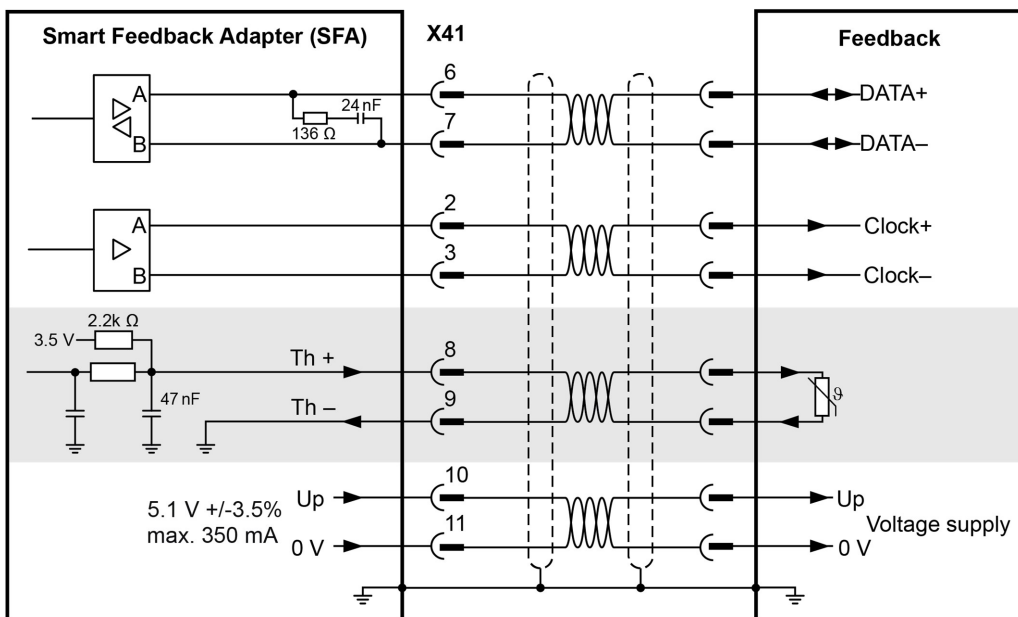 Smart Feedback Adapter (SFA)
X41
Feedback
A
B
136 Ω
24 nF
6
7
DATA+
DATA–
A
B
2
3
Clock+
Clock–
2.2k Ω
3.5 V
47 nF
Th +
Th –
8
9
ϑ
5.1 V +/-3.5%
max. 350 mA
Up
0 V
10
11
Up
Voltage supply
0 V